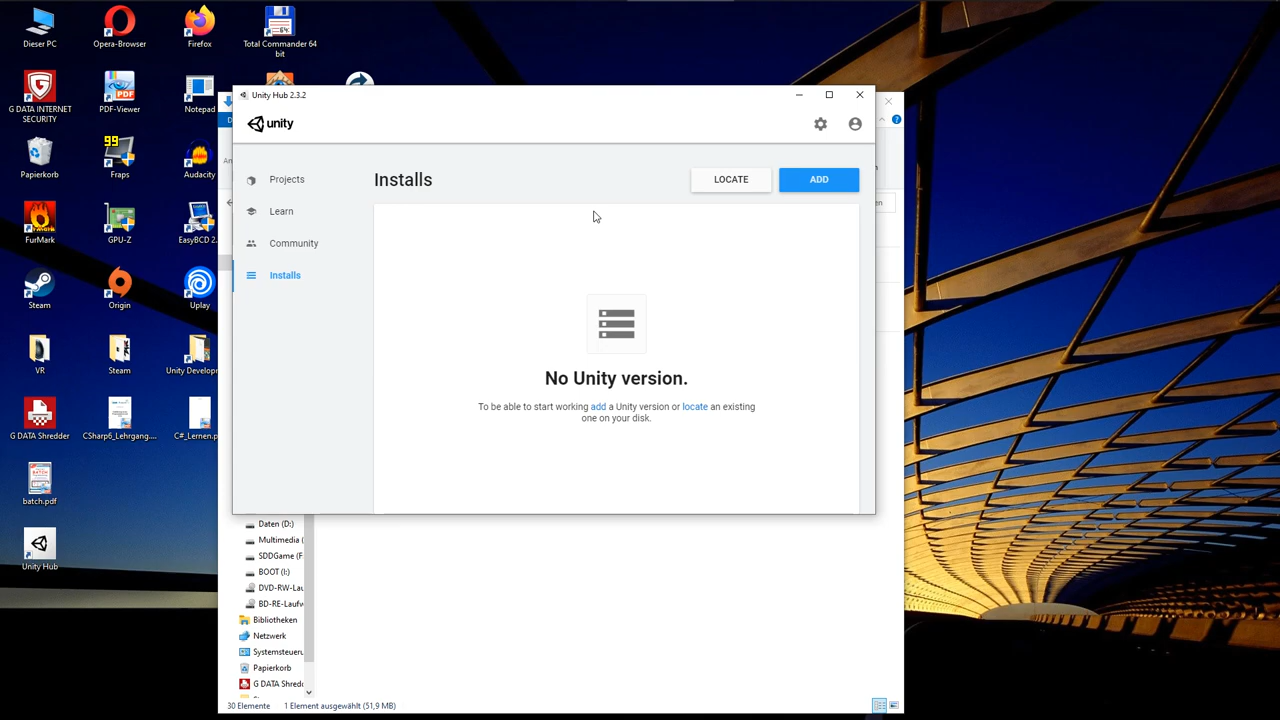 Dieser PC
Opera-Browser
Firefox
Total Commander 64
bit
G DATA INTERNET
SECURITY
PDF-Viewer
Notepad
99
Papierkorb
Fraps
Audacity
FurMark
GPU-Z
EasyBCD 2.
Steam
Origin
Uplay
VR
Steam
Unity Develop
G DATA Shredder
CSharp6_Lehrgang....
C#_Lernen.p
batch.pdf
Unity Hub
Unity Hub 2.3.2
unity
Projects
Learn
Community
Installs
Installs
LOCATE
ADD
No Unity version.
To be able to start working add a Unity version or locate an existing
one on your disk.
Daten (D:)
Multimedia (
SDDGame (F
BOOT (I:)
DVD-RW-Lau
BD-RE-Laufw
Bibliotheken
Netzwerk
Systemsteueru
Papierkorb
G DATA Shredd
30 Elemente
1 Element ausgewählt (51,9 MB)